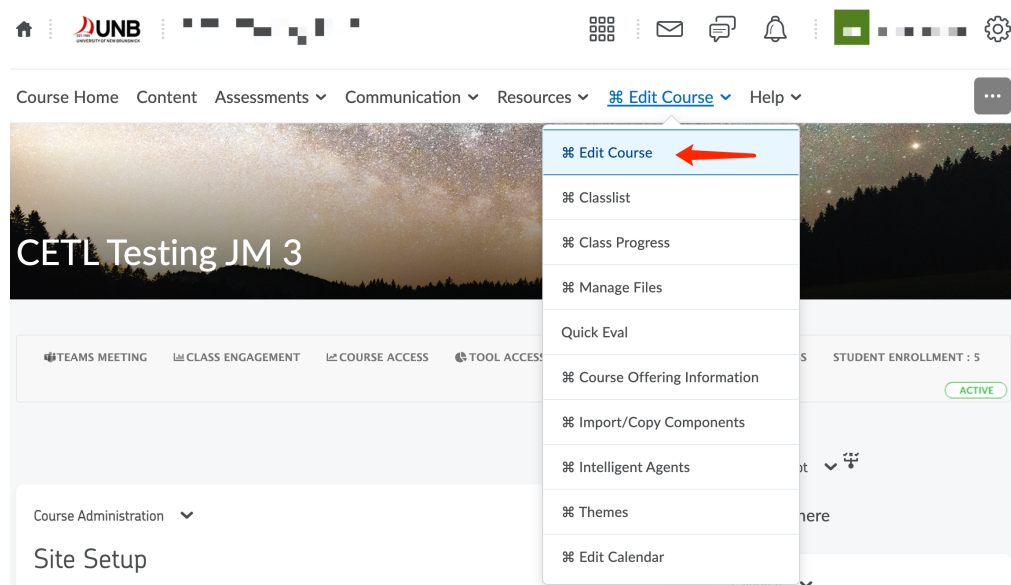 UNB
UNIVERSITY OF NEW BRUNSWICK
Course Home Content Assessments Communication Resources ⌘ Edit Course Help
⌘ Edit Course
⌘ Classlist
⌘ Class Progress
⌘ Manage Files
Quick Eval
⌘ Course Offering Information
⌘ Import/Copy Components
⌘ Intelligent Agents
⌘ Themes
⌘ Edit Calendar
CETL Testing JM 3
TEAMS MEETING CLASS ENGAGEMENT COURSE ACCESS TOOL ACCESS STUDENT ENROLLMENT : 5
ACTIVE
Course Administration
Site Setup